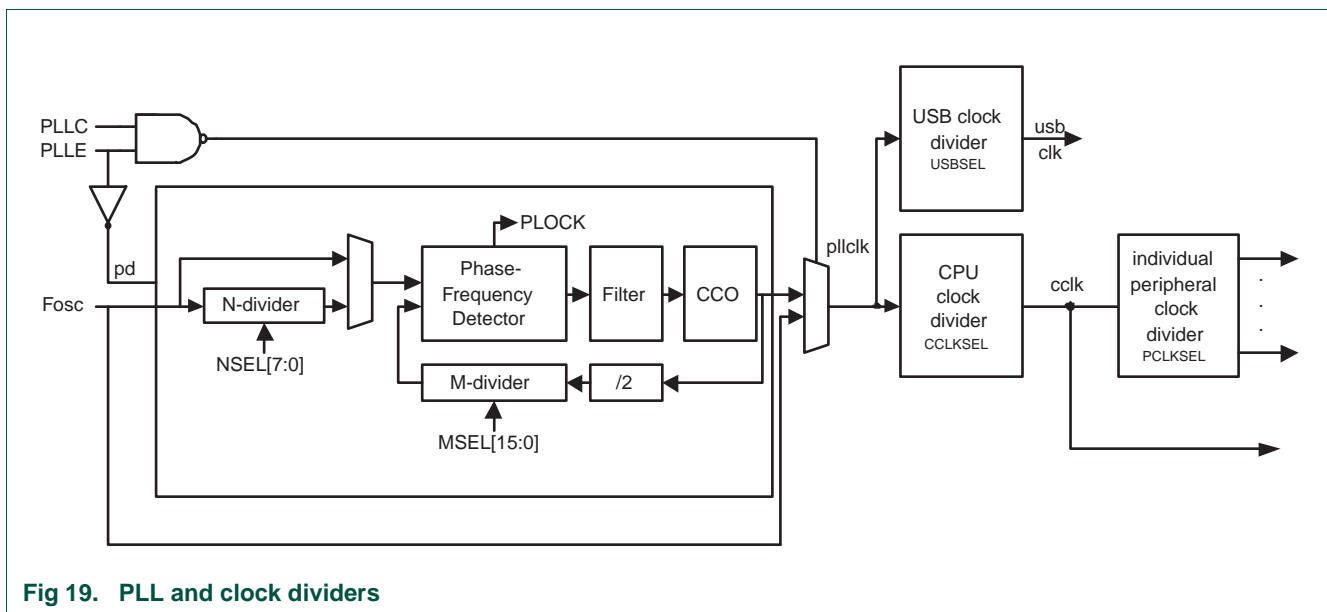 PLLC
PLLE
pd
Fosc
N-divider
NSEL[7:0]
PLOCK
Phase-
Frequency
Detector
Filter
CCO
M-divider
/2
MSEL[15:0]
pllclk
USB clock
divider
USBSEL
usb
clk
CPU
clock
divider
CCLKSEL
cclk
individual
peripheral
clock
divider
PCLKSEL
.
.
.
Fig 19. PLL and clock dividers